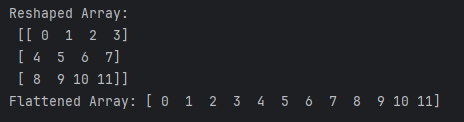 Reshaped Array:
 [[ 0  1  2  3]
 [ 4  5  6  7]
 [ 8  9 10 11]]
Flattened Array: [ 0  1  2  3  4  5  6  7  8  9 10 11]